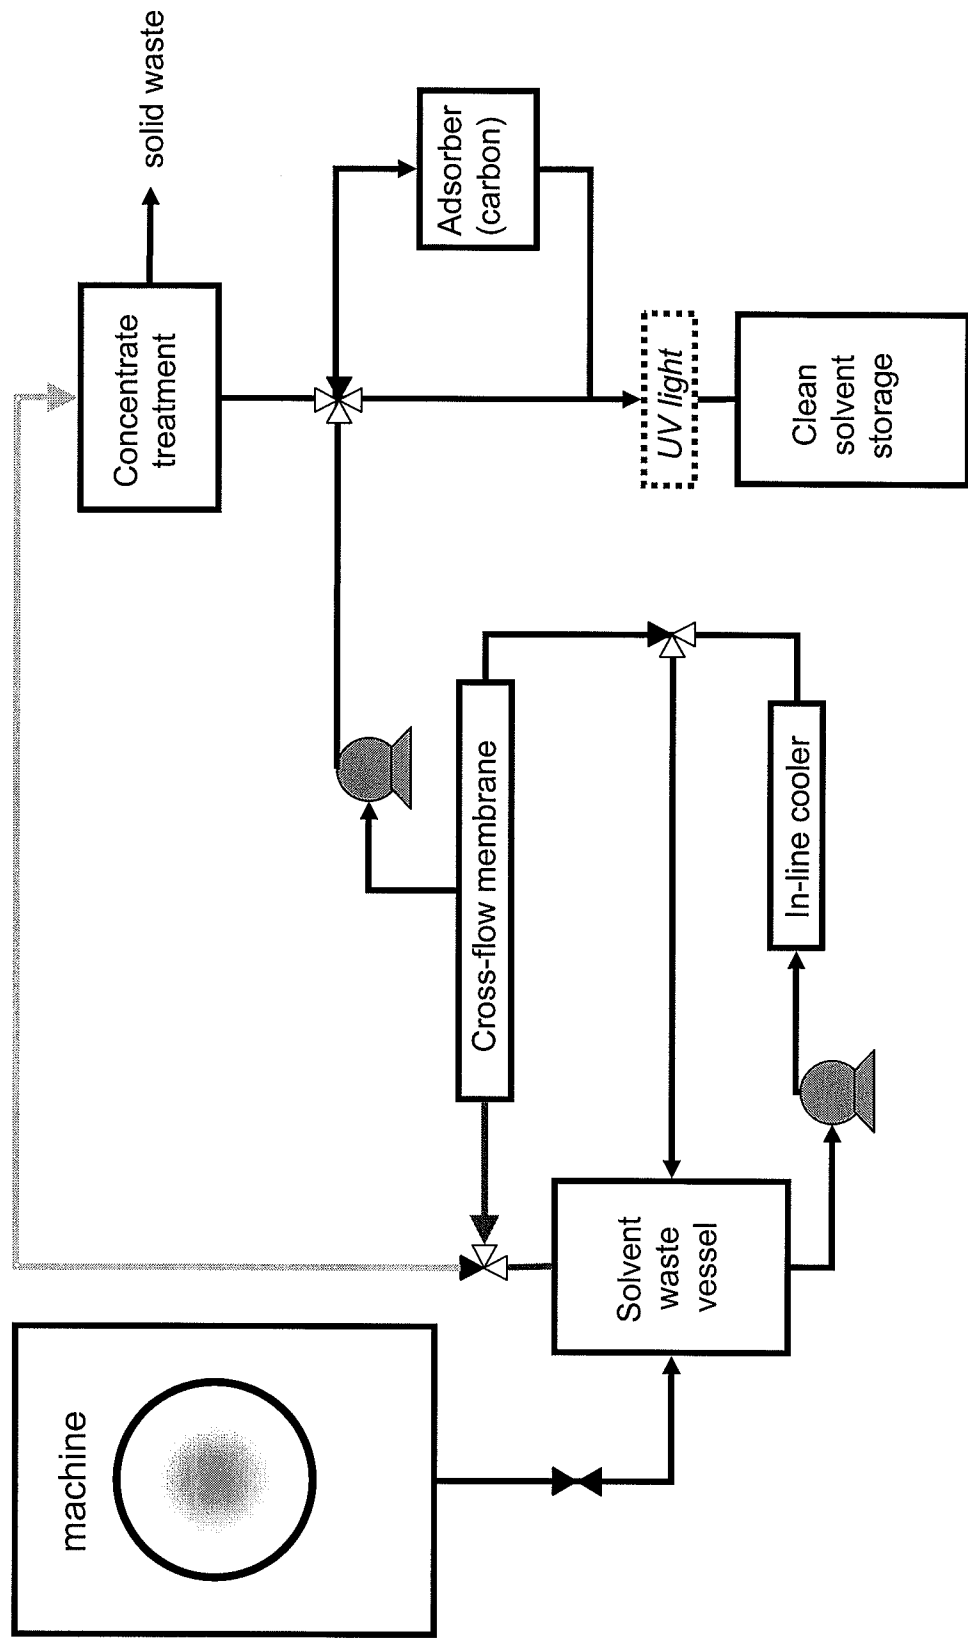 machine
Solvent
waste
vessel
Cross-flow membrane
In-line cooler
Concentrate
treatment
solid waste
Adsorber
(carbon)
UV light
Clean
solvent
storage